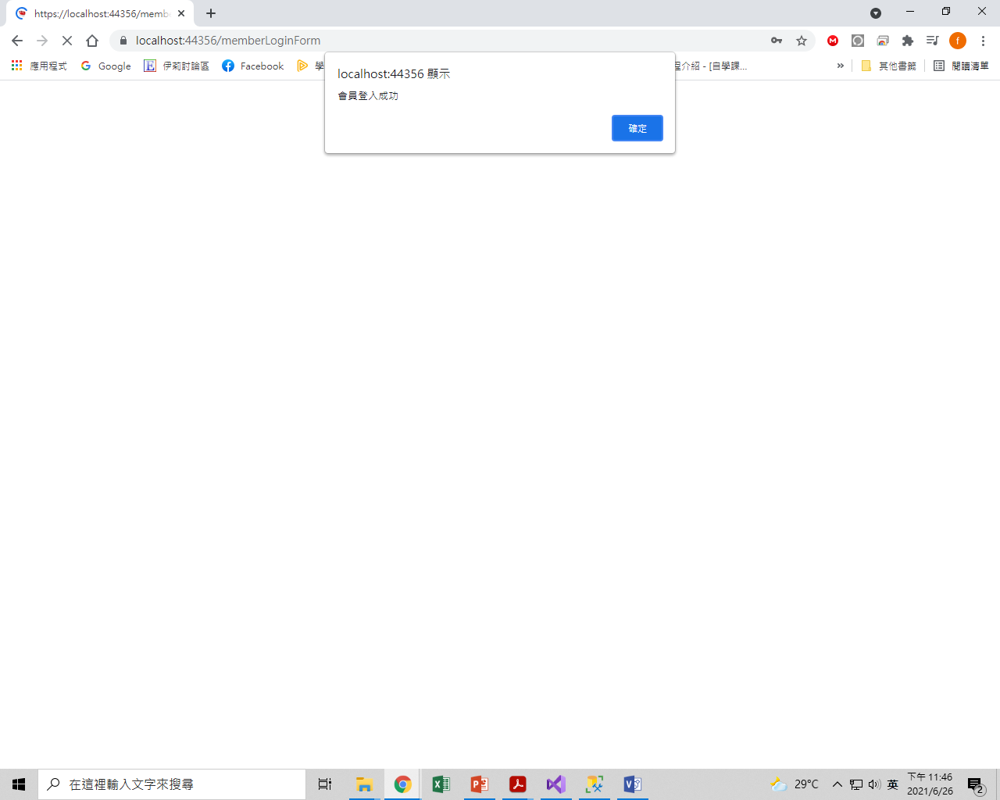 https://localhost:44356/memb
localhost:44356/memberLoginForm
f
應用程式
Google
伊莉討論區
Facebook
學
介紹 - [自學課...
»
其他書籤
閱讀清單
localhost:44356 顯示
會員登入成功
確定
在這裡輸入文字來搜尋
29°C
英
下午 11:46
2021/6/26
2